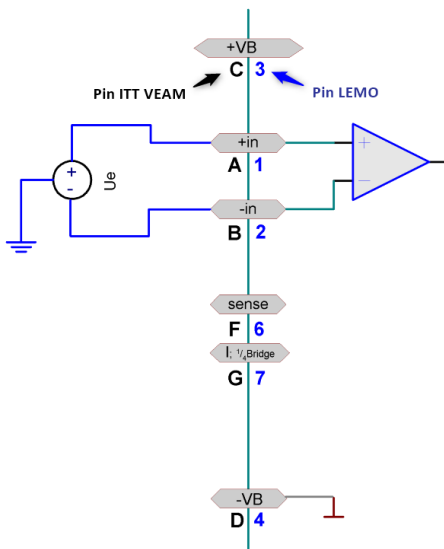 +VB
C 3
Pin ITT VEAM
Pin LEMO
+in
A 1
+
-
Ue
+
−
-in
B 2
sense
F 6
I; ¼Bridge
G 7
-VB
D 4